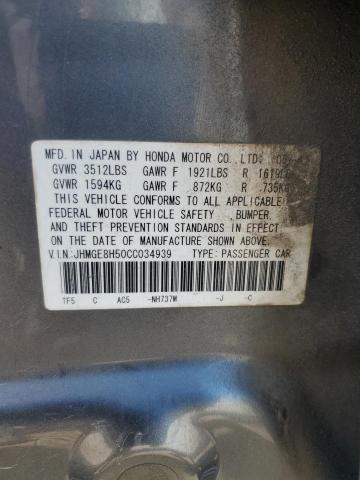 MFD. IN JAPAN BY HONDA MOTOR CO.,LTD.
GVWR 3512LBS GAWR F 1921LBS R 1619LBS
GVWR 1594KG GAWR F 872KG R 735KG
THIS VEHICLE CONFORMS TO ALL APPLICABLE
FEDERAL MOTOR VEHICLE SAFETY ,BUMPER,
AND THEFT PREVENTION STANDARDS IN EFFECT
ON THE DATE OF MANUFACTURE SHOWN ABOVE.
V.I.N:JHMGE8H50CC034939 TYPE: PASSENGER CAR
TF5 C AC5 -NH737M -J -C